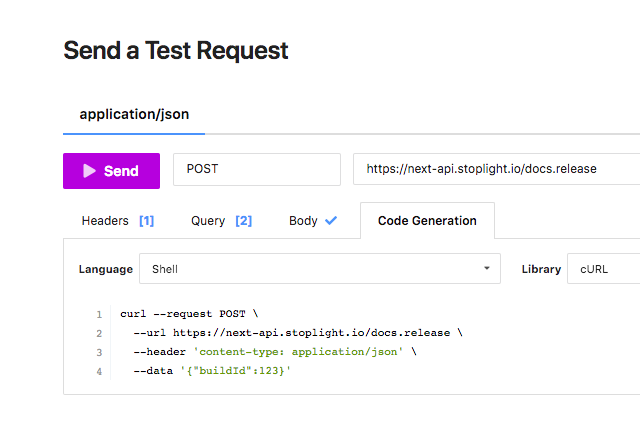 Send a Test Request
application/json
Send POST https://next-api.stoplight.io/docs.release
Headers [1] Query [2] Body Code Generation
Language Shell Library cURL
1 curl --request POST \
2 --url https://next-api.stoplight.io/docs.release \
3 --header 'content-type: application/json' \
4 --data '{"buildId":123}'